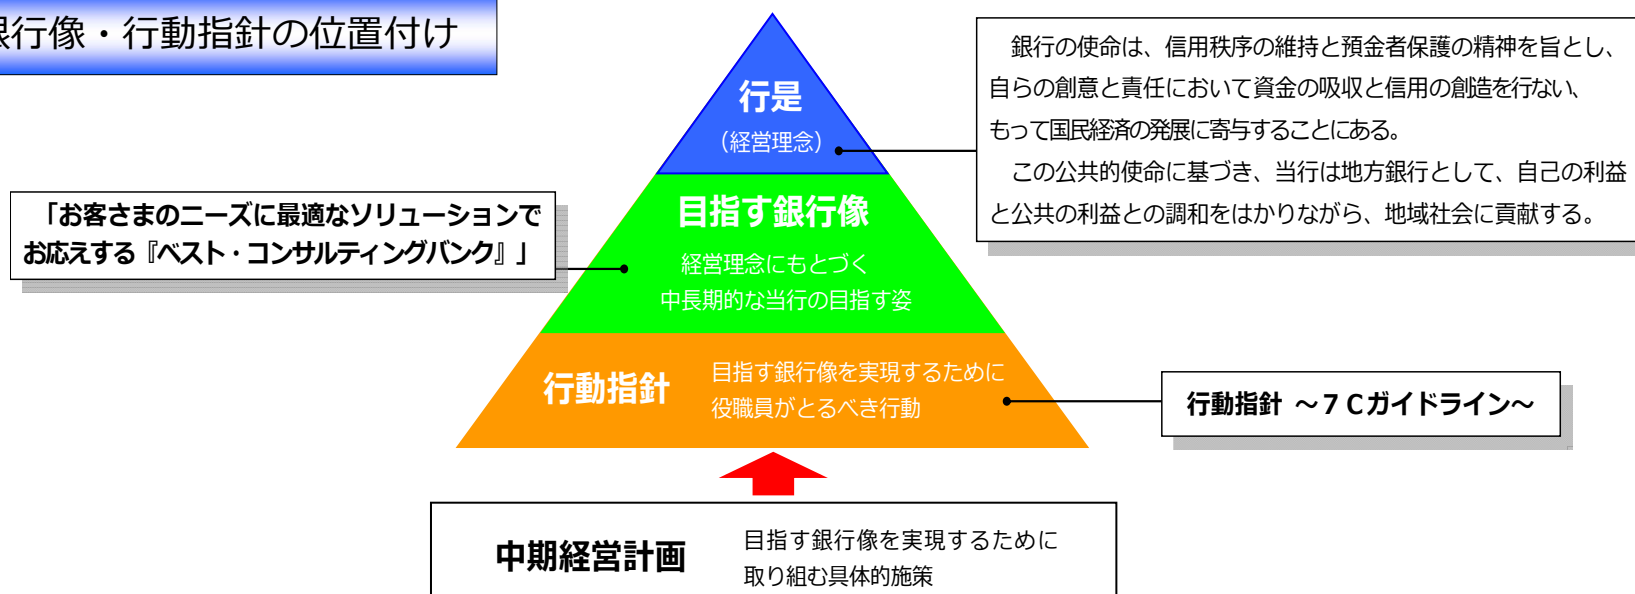 銀行像・行動指針の位置付け
行是
（経営理念）
銀行の使命は、信用秩序の維持と預金者保護の精神を旨とし、
自らの創意と責任において資金の吸収と信用の創造を行ない、
もって国民経済の発展に寄与することにある。
この公共的使命に基づき、当行は地方銀行として、自己の利益
と公共の利益との調和をはかりながら、地域社会に貢献する。
「お客さまのニーズに最適なソリューションで
お応えする『ベスト・コンサルティングバンク』」
目指す銀行像
経営理念にもとづく
中長期的な当行の目指す姿
行動指針
目指す銀行像を実現するために
役職員がとるべき行動
行動指針 ～７Ｃガイドライン～
中期経営計画
目指す銀行像を実現するために
取り組む具体的施策